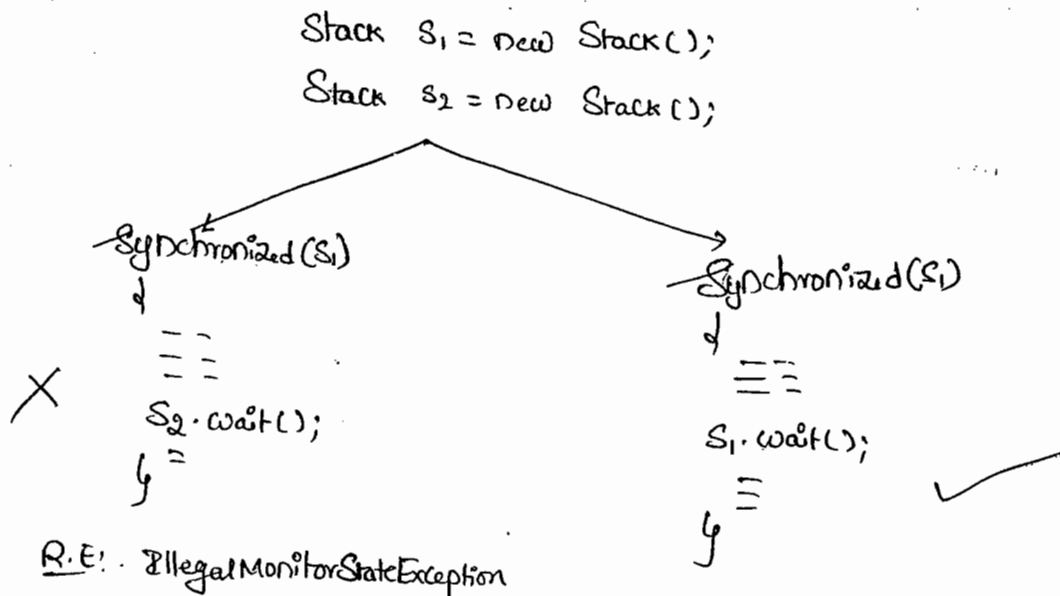 Stack S1 = new Stack();
Stack S2 = new Stack();
Synchronized(S1)
{
S2.wait();
}
R.E: IllegalMonitorStateException
Synchronized(S1)
{
S1.wait();
}